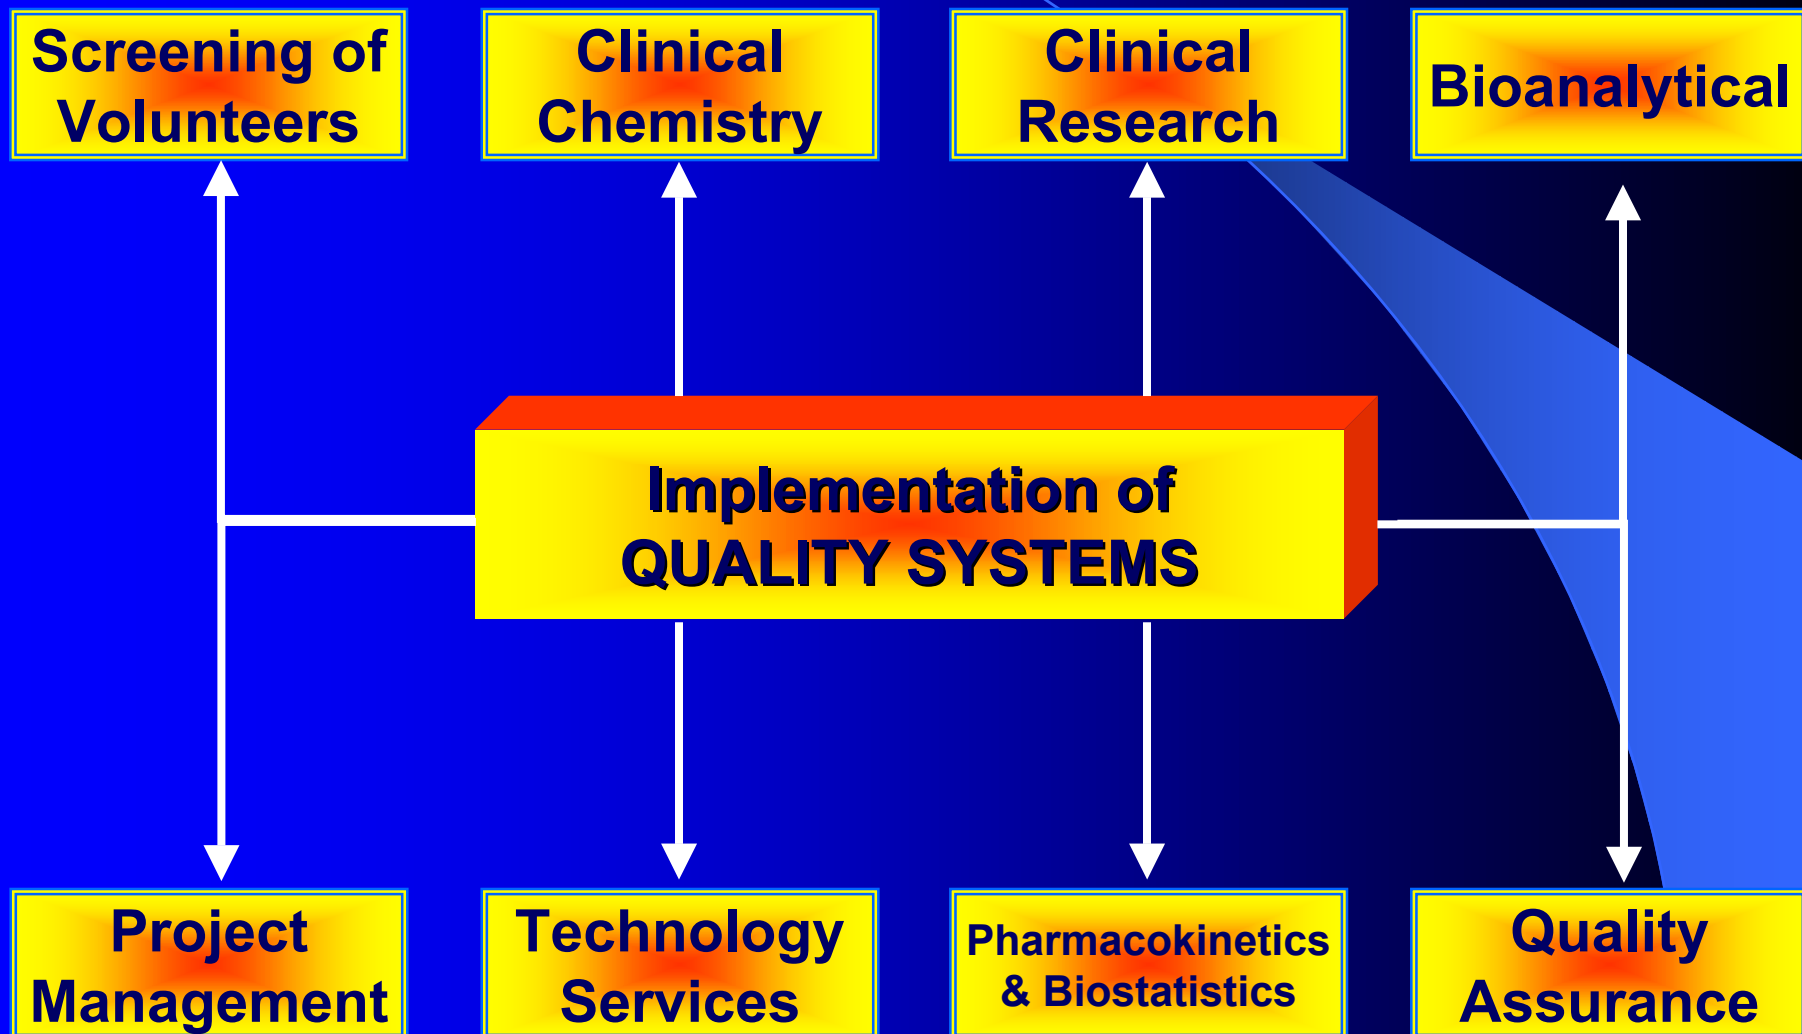 Screening of
Volunteers
Clinical
Chemistry
Clinical
Research
Bioanalytical
Implementation of
QUALITY SYSTEMS
Project
Management
Technology
Services
Pharmacokinetics
& Biostatistics
Quality
Assurance